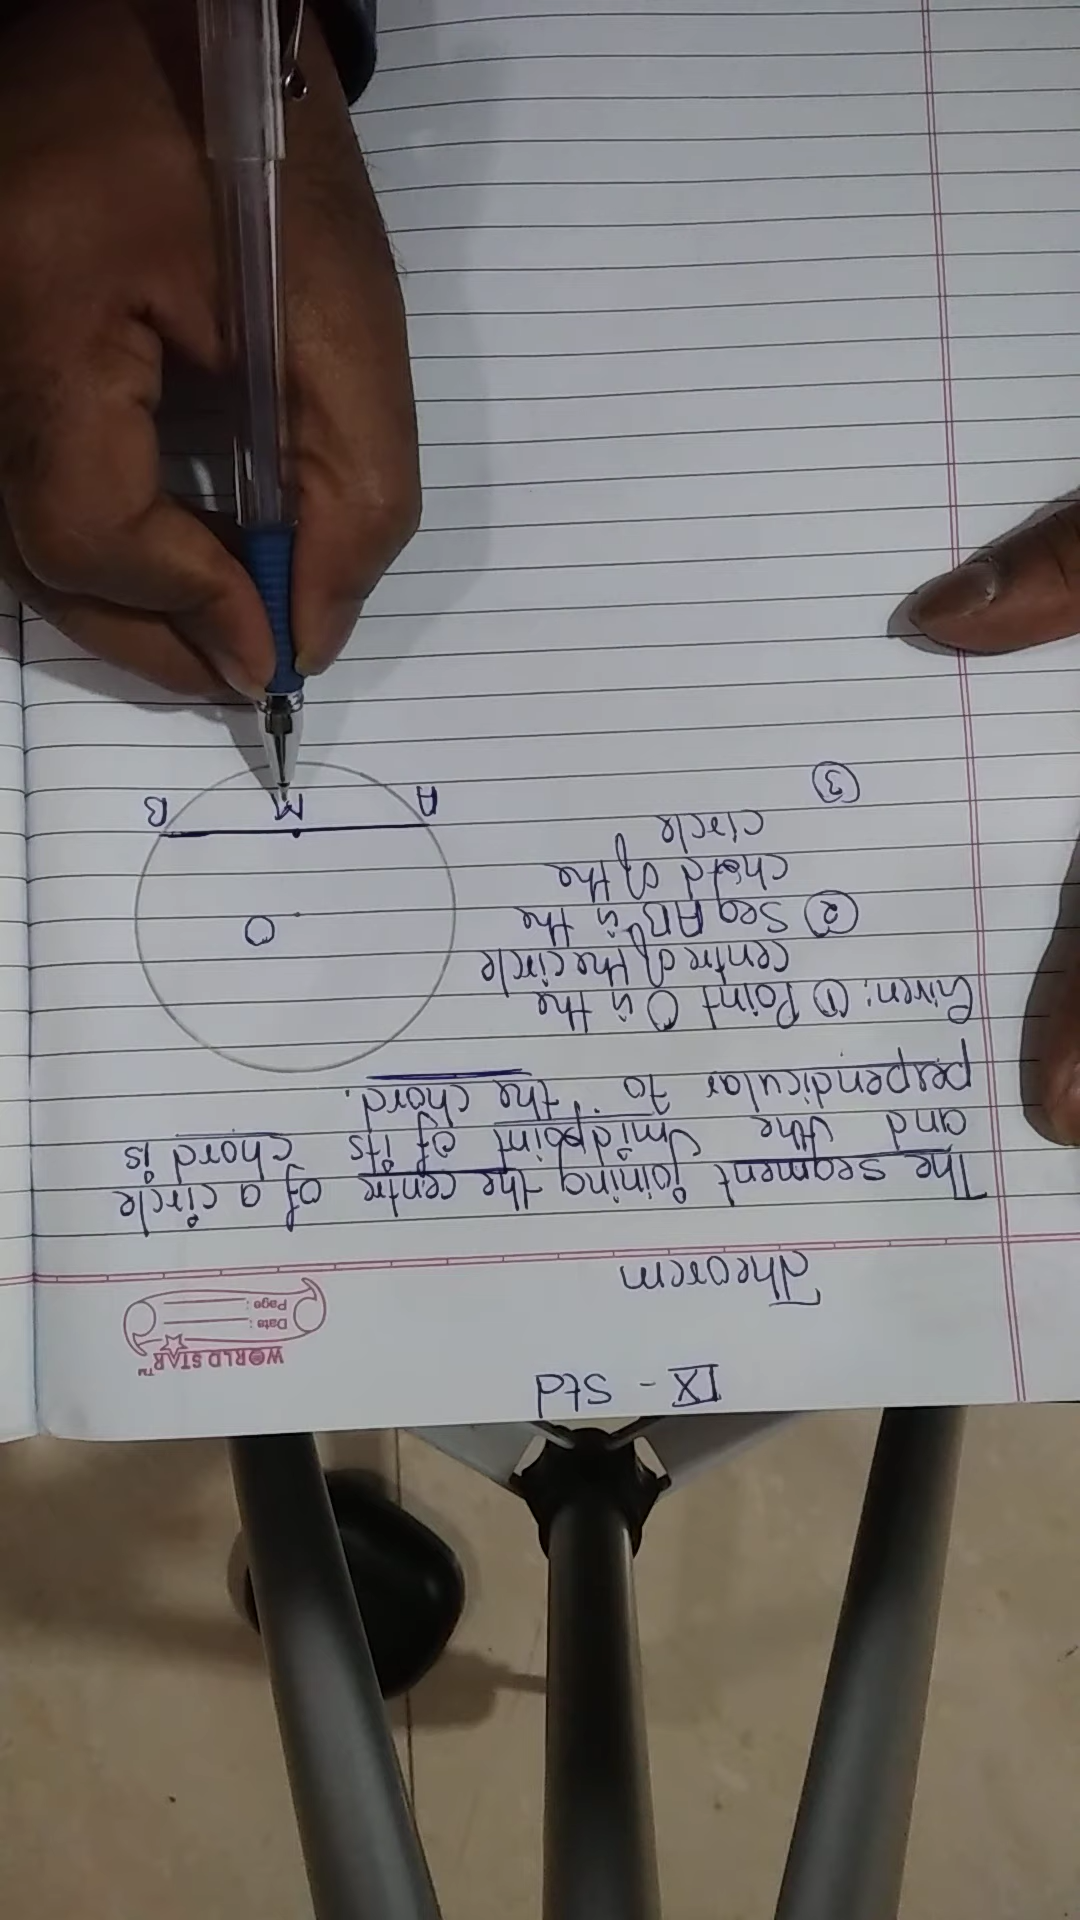 IX - Std
WORLD STAR™
Date :
Page :
Theorem
The segment joining the centre of a circle
and the midpoint of its chord is
perpendicular to the chord.
Given: ① Point O is the
centre of the circle
② Seg AB is the
chord of the
circle
③
O
A M B